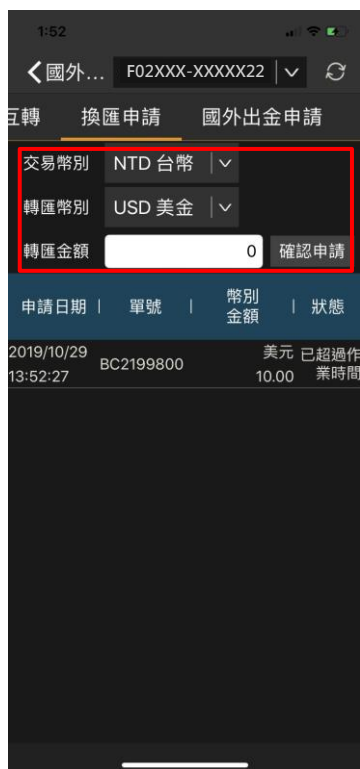 1:52
國外... F02XXX-XXXXX22
互轉 換匯申請 國外出金申請
交易幣別 NTD 台幣
轉匯幣別 USD 美金
轉匯金額 0 確認申請
申請日期 | 單號 | 幣別 | 狀態
金額
2019/10/29 BC2199800 美元 已超過作
13:52:27 10.00 業時間